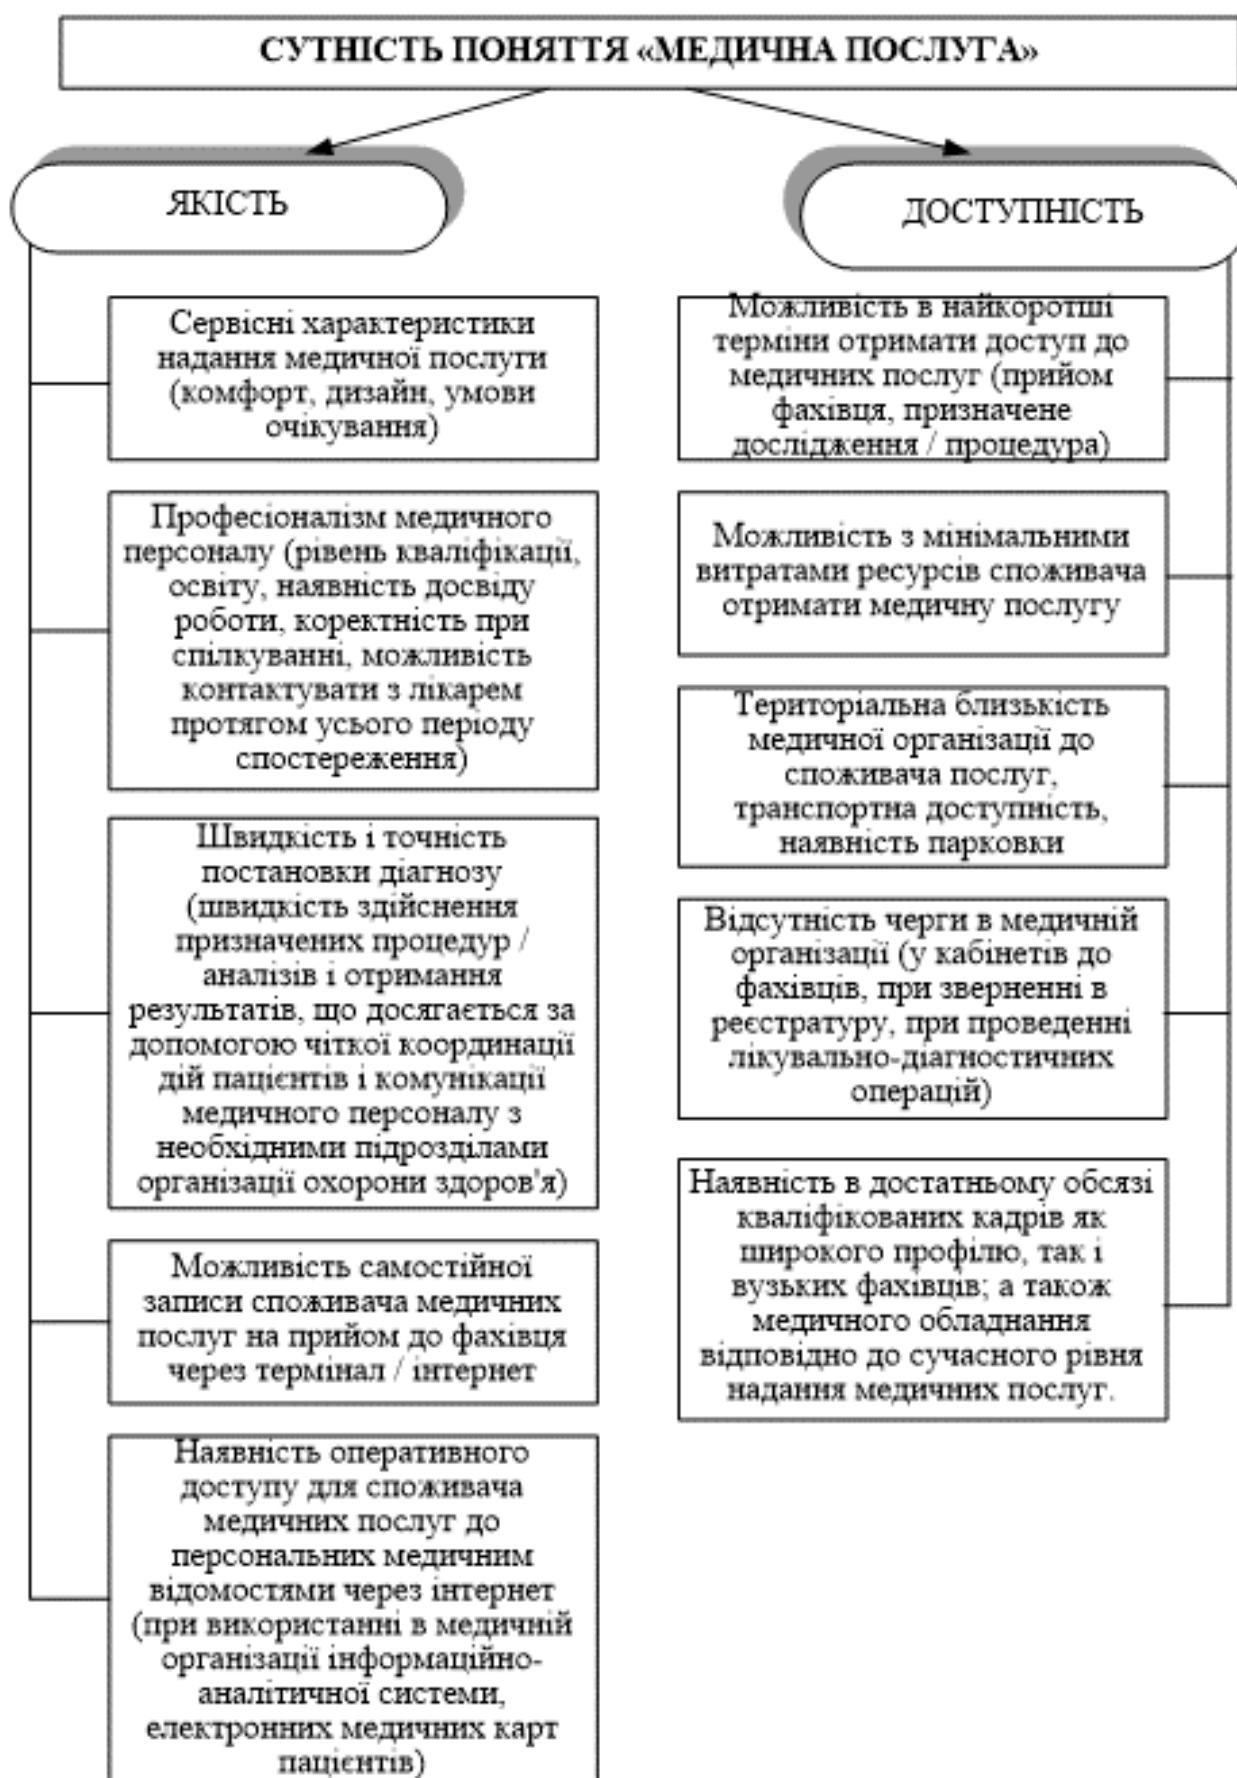 СУТНІСТЬ ПОНЯТТЯ «МЕДИЧНА ПОСЛУГА»
ЯКІСТЬ
Сервісні характеристики
надання медичної послуги
(комфорт, дизайн, умови
очікування)
Професіоналізм медичного
персоналу (рівень кваліфікації,
освіту, наявність досвіду
роботи, коректність при
спілкуванні, можливість
контактувати з лікарем
протягом усього періоду
спостереження)
Швидкість і точність
постановки діагнозу
(швидкість здійснення
призначених процедур /
аналізів і отримання
результатів, що досягається за
допомогою чіткої координації
дій пацієнтів і комунікації
медичного персоналу з
необхідними підрозділами
організації охорони здоров'я)
Можливість самостійної
записи споживача медичних
послуг на прийом до фахівця
через термінал / інтернет
Наявність оперативного
доступу для споживача
медичних послуг до
персональних медичним
відомостями через інтернет
(при використанні в медичній
організації інформаційно-
аналітичної системи,
електронних медичних карт
пацієнтів)
ДОСТУПНІСТЬ
Можливість в найкоротші
терміни отримати доступ до
медичних послуг (прийом
фахівця, призначене
дослідження / процедура)
Можливість з мінімальними
витратами ресурсів споживача
отримати медичну послугу
Територіальна близькість
медичної організації до
споживача послуг,
транспортна доступність,
наявність парковки
Відсутність черги в медичній
організації (у кабінетів до
фахівців, при зверненні в
реєстратуру, при проведенні
лікувально-діагностичних
операцій)
Наявність в достатньому обсязі
кваліфікованих кадрів як
широкого профілю, так і
вузьких фахівців; а також
медичного обладнання
відповідно до сучасного рівня
надання медичних послуг.